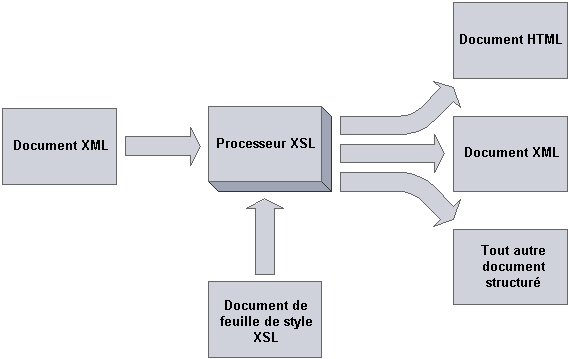 Document HTML
Document XML
Processeur XSL
Document XML
Tout autre
document
structuré
Document de
feuille de style
XSL